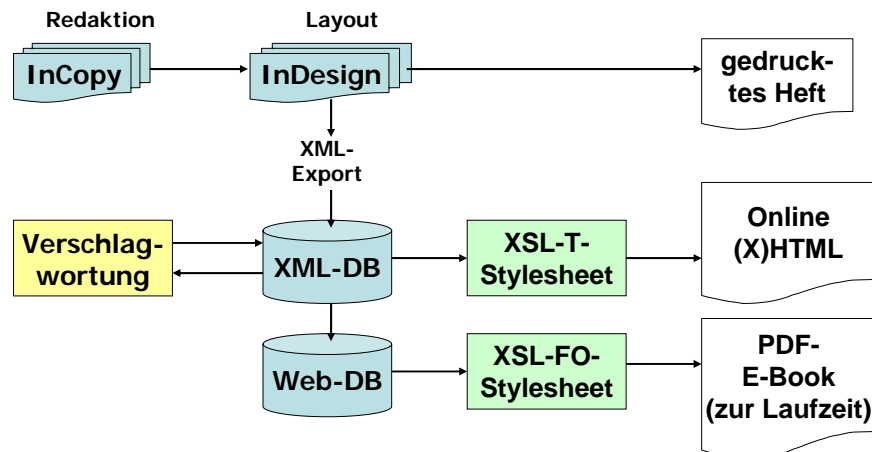 Redaktion
Layout
InCopy
InDesign
gedruck-
tes Heft
XML-
Export
Verschlag-
wortung
XML-DB
XSL-T-
Stylesheet
Online
(X)HTML
Web-DB
XSL-FO-
Stylesheet
PDF-
E-Book
(zur Laufzeit)